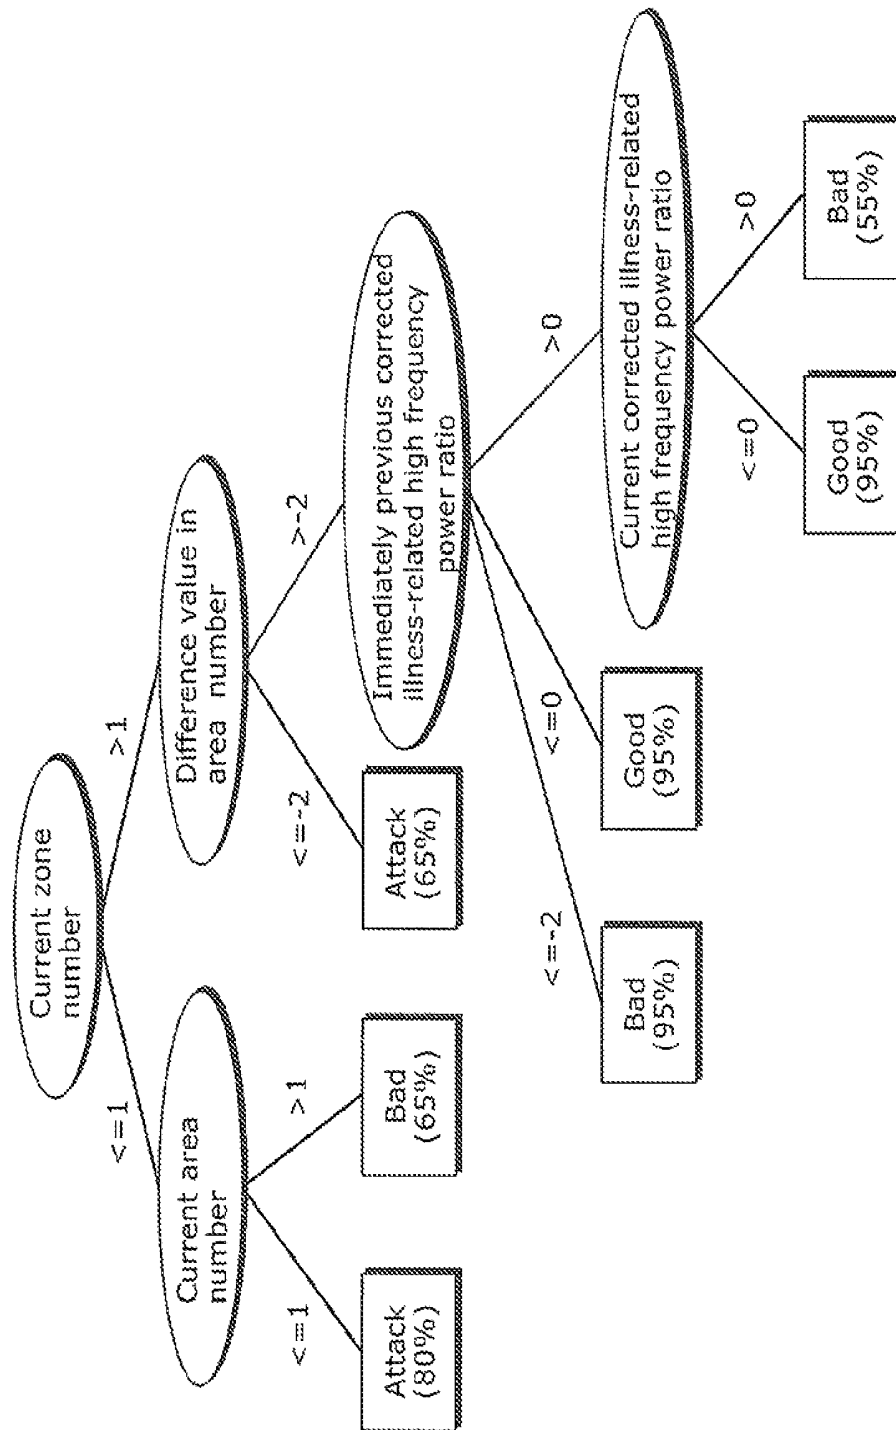 Current zone
number
<=1
>1
Current area
number
Difference value in
area number
<=1
>1
<=-2
>-2
Attack
(80%)
Bad
(65%)
Attack
(65%)
Immediately previous corrected
illness-related high frequency
power ratio
<=-2
<=0
>0
Bad
(95%)
Good
(95%)
Current corrected illness-related
high frequency power ratio
<=0
>0
Good
(95%)
Bad
(55%)